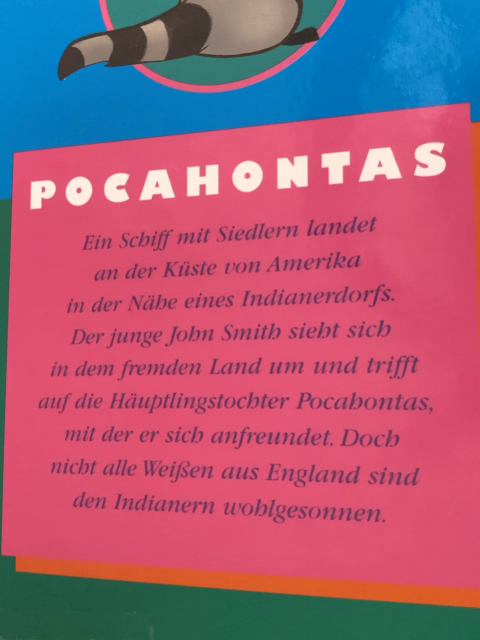 POCAHONTAS
Ein Schiff mit Siedlern landet
an der Küste von Amerika
in der Nähe eines Indianerdorfs.
Der junge John Smith sieht sich
in dem fremden Land um und trifft
auf die Häuptlingstochter Pocahontas,
mit der er sich anfreundet. Doch
nicht alle Weißen aus England sind
den Indianern wohlgesonnen.